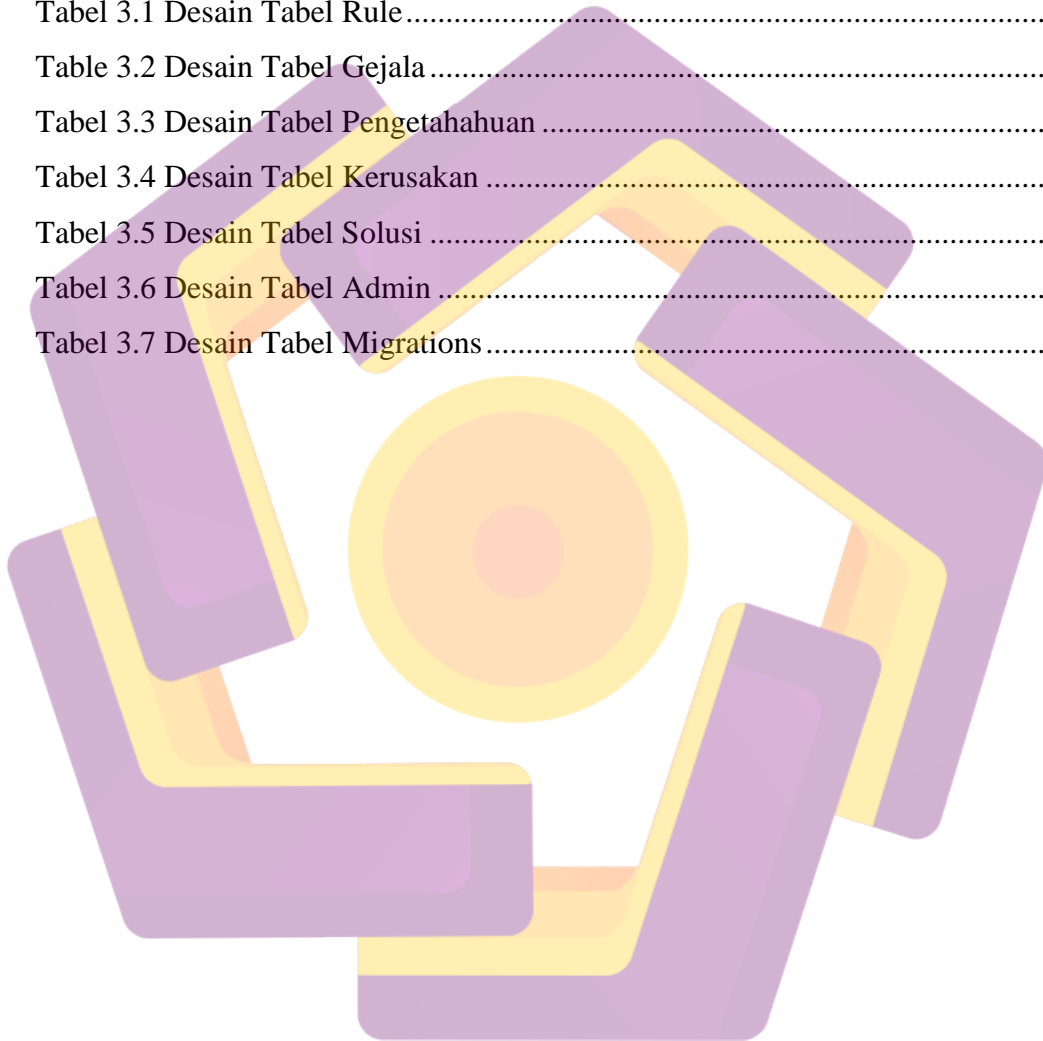 Tabel 3.1 Desain Tabel Rule........................................................................
Table 3.2 Desain Tabel Gejala.....................................................................
Tabel 3.3 Desain Tabel Pengetahahuan.......................................................
Tabel 3.4 Desain Tabel Kerusakan..............................................................
Tabel 3.5 Desain Tabel Solusi.....................................................................
Tabel 3.6 Desain Tabel Admin....................................................................
Tabel 3.7 Desain Tabel Migrations..............................................................